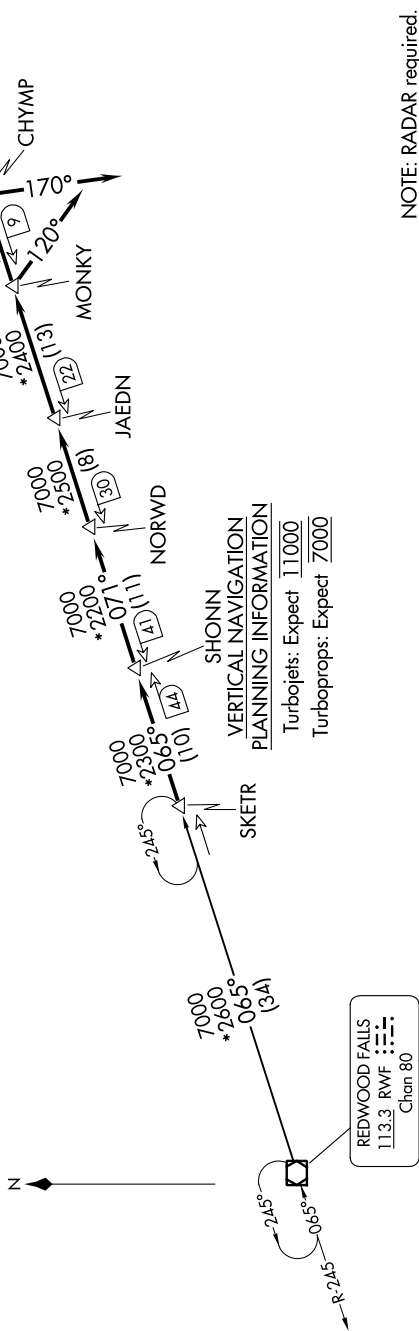 CHYMP
170°
9
120°
MONKY
*2400
(13)
22
JAEDN
7000
*2500
(8)
30
NORWD
7000
*2200
071°
(11)
41
SHONN
VERTICAL NAVIGATION
PLANNING INFORMATION
Turbojets: Expect 11000
Turboprops: Expect 7000
44
7000
*2300
065°
(10)
SKETR
245°
7000
*2600
065°
(34)
REDWOOD FALLS
113.3 RWF
Chan 80
245°
065°
R-245
N
NOTE: RADAR required.